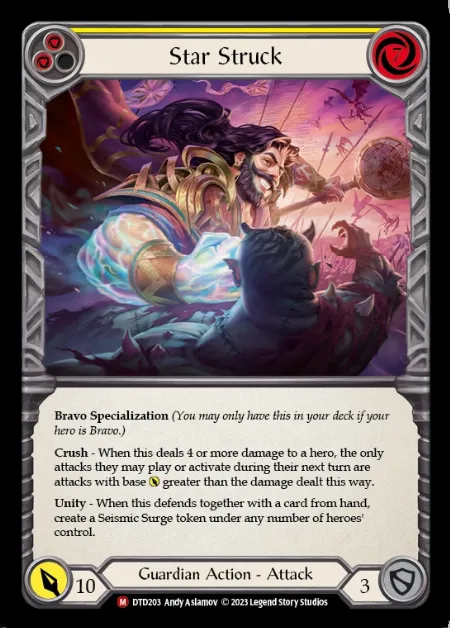 Star Struck
7
Bravo Specialization (You may only have this in your deck if your
hero is Bravo.)
Crush - When this deals 4 or more damage to a hero, the only
attacks they may play or activate during their next turn are
attacks with base greater than the damage dealt this way.
Unity - When this defends together with a card from hand,
create a Seismic Surge token under any number of heroes'
control.
10
Guardian Action - Attack
3
M DTD203 Andy Aslamov © 2023 Legend Story Studios